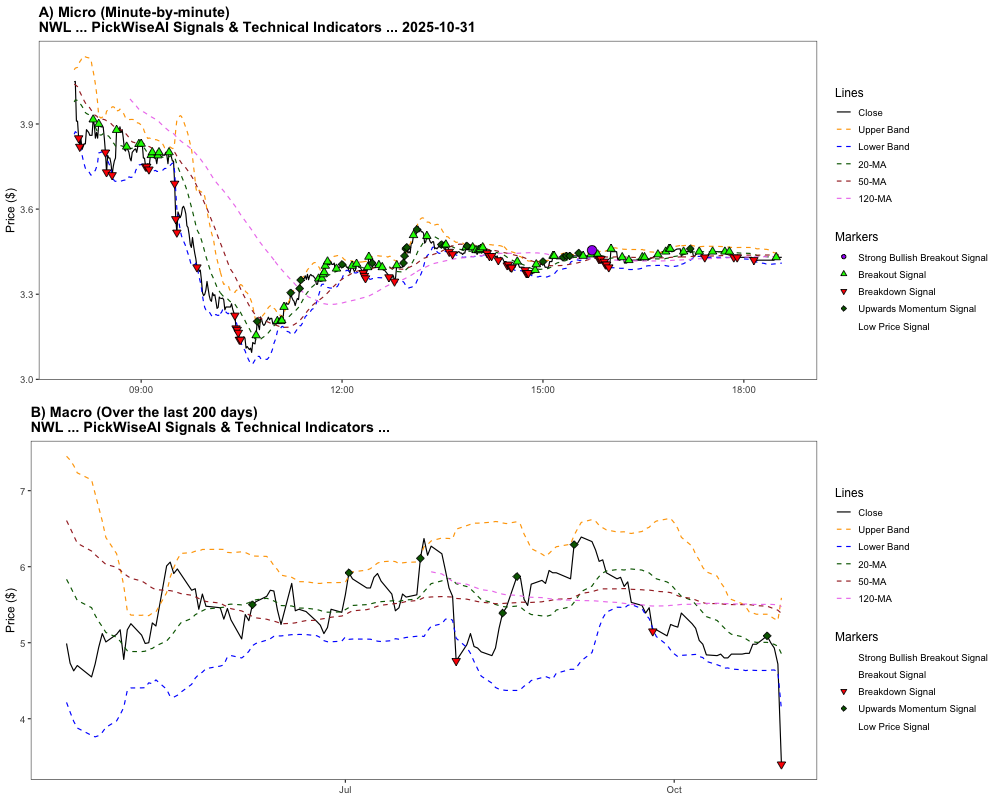 A) Micro (Minute-by-minute)
NWL ... PickWiseAI Signals & Technical Indicators ... 2025-10-31
Price ($)
3.9
3.6
3.3
3.0
09:00
12:00
15:00
18:00
Lines
Close
Upper Band
Lower Band
20-MA
50-MA
120-MA
Markers
Strong Bullish Breakout Signal
Breakout Signal
Breakdown Signal
Upwards Momentum Signal
Low Price Signal
B) Macro (Over the last 200 days)
NWL ... PickWiseAI Signals & Technical Indicators ...
Price ($)
7
6
5
4
Jul
Oct
Lines
Close
Upper Band
Lower Band
20-MA
50-MA
120-MA
Markers
Strong Bullish Breakout Signal
Breakout Signal
Breakdown Signal
Upwards Momentum Signal
Low Price Signal